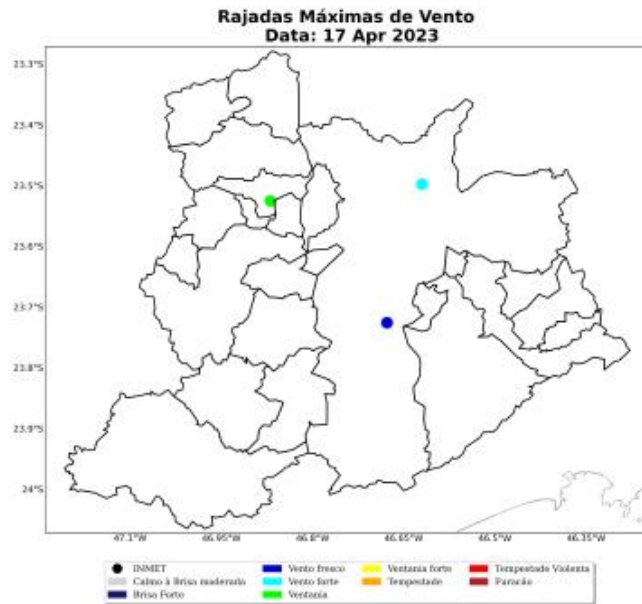 Rajadas Máximas de Vento
Data: 17 Apr 2023
23.3°S
23.4°S
23.5°S
23.6°S
23.7°S
23.8°S
23.9°S
24°S
47.1°W
46.95°W
46.8°W
46.65°W
46.5°W
46.35°W
INMET
Calmo à Brisa moderada
Brisa Forto
Vento fresco
Vento forte
Ventania
Ventania forte
Tempestade
Tempestade Violenta
Furacão